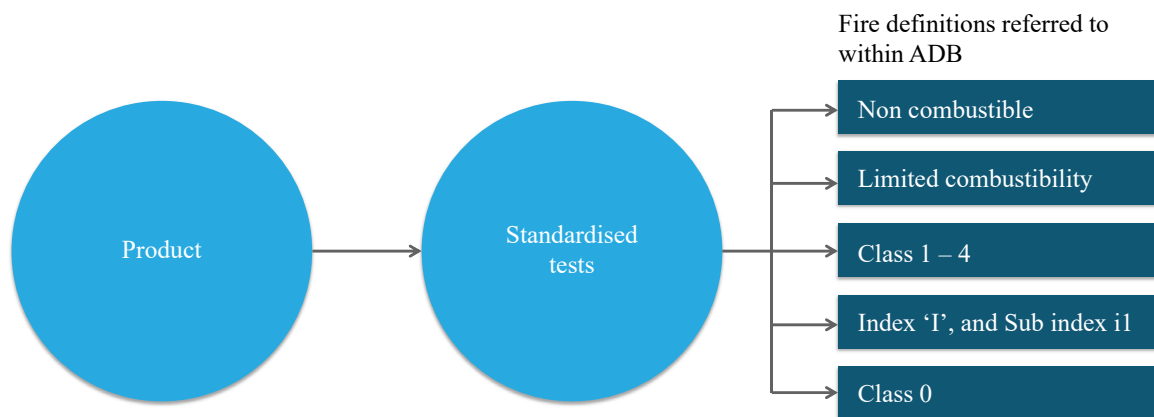 Fire definitions referred to
within ADB
Non combustible
Limited combustibility
Product
Standardised
tests
Class 1 – 4
Index ‘I’, and Sub index i1
Class 0